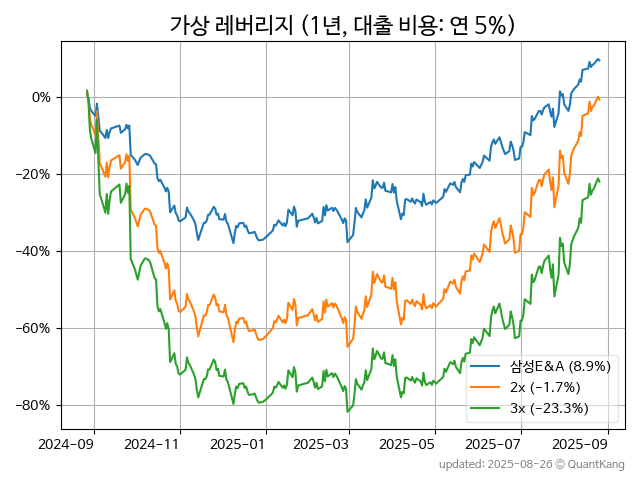 가상 레버리지 (1년, 대출 비용: 연 5%)
0%
−20%
−40%
−60%
−80%
삼성E&A (8.9%)
2x (−1.7%)
3x (−23.3%)
2024-09 2024-11 2025-01 2025-03 2025-05 2025-07 2025-09
updated: 2025-08-26 © QuantKang